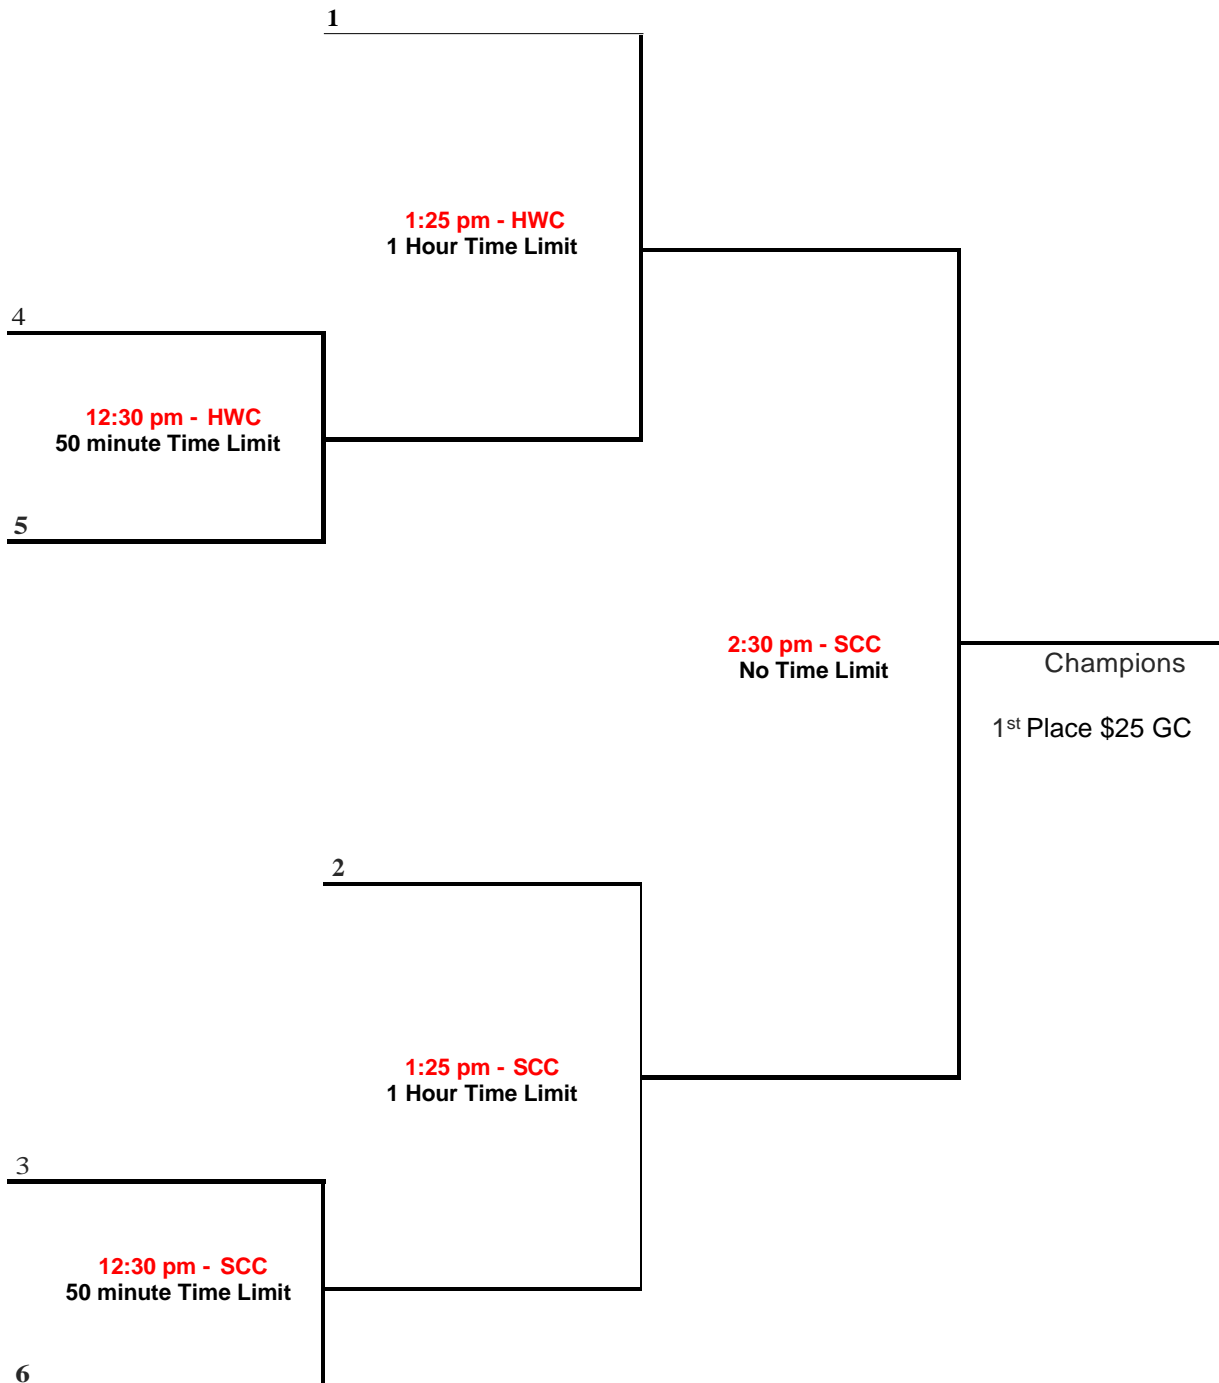 1
1:25 pm - HWC
1 Hour Time Limit
4
12:30 pm - HWC
50 minute Time Limit
5
2:30 pm - SCC
No Time Limit
Champions
1st Place $25 GC
2
1:25 pm - SCC
1 Hour Time Limit
3
12:30 pm - SCC
50 minute Time Limit
6